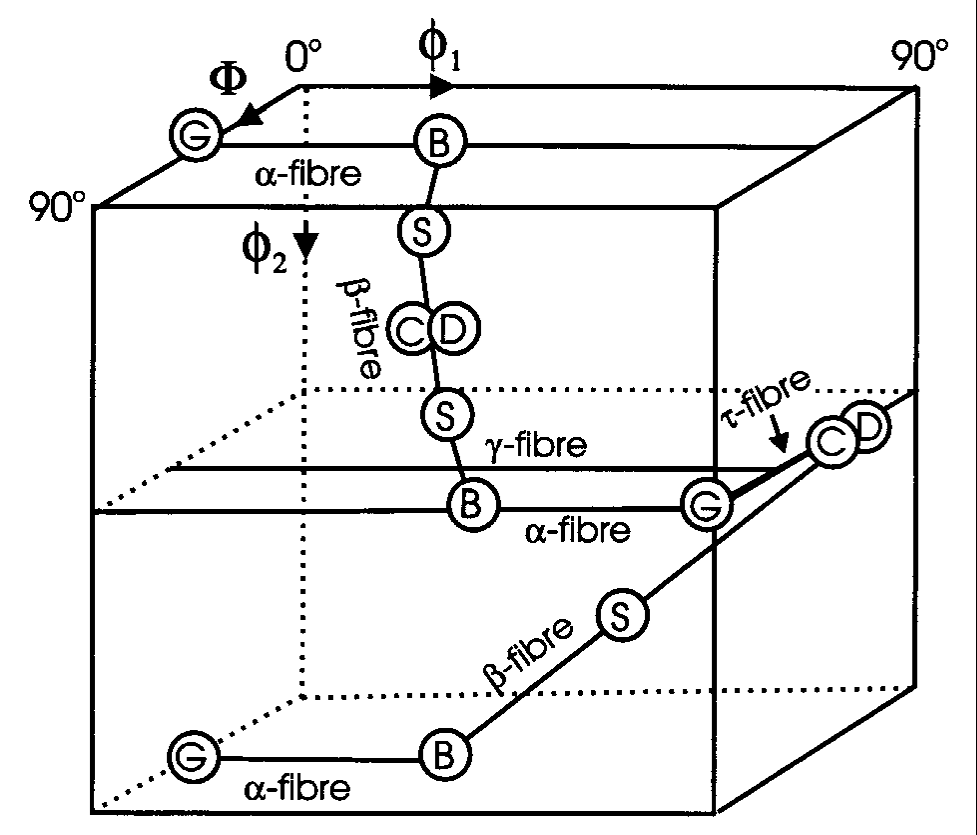 0° ϕ₁ 90°
Φ
G B
α-fibre
90°
S
ϕ₂
β-fibre
C D
τ-fibre
S D
C
γ-fibre
B G
α-fibre
S
β-fibre
G B
α-fibre